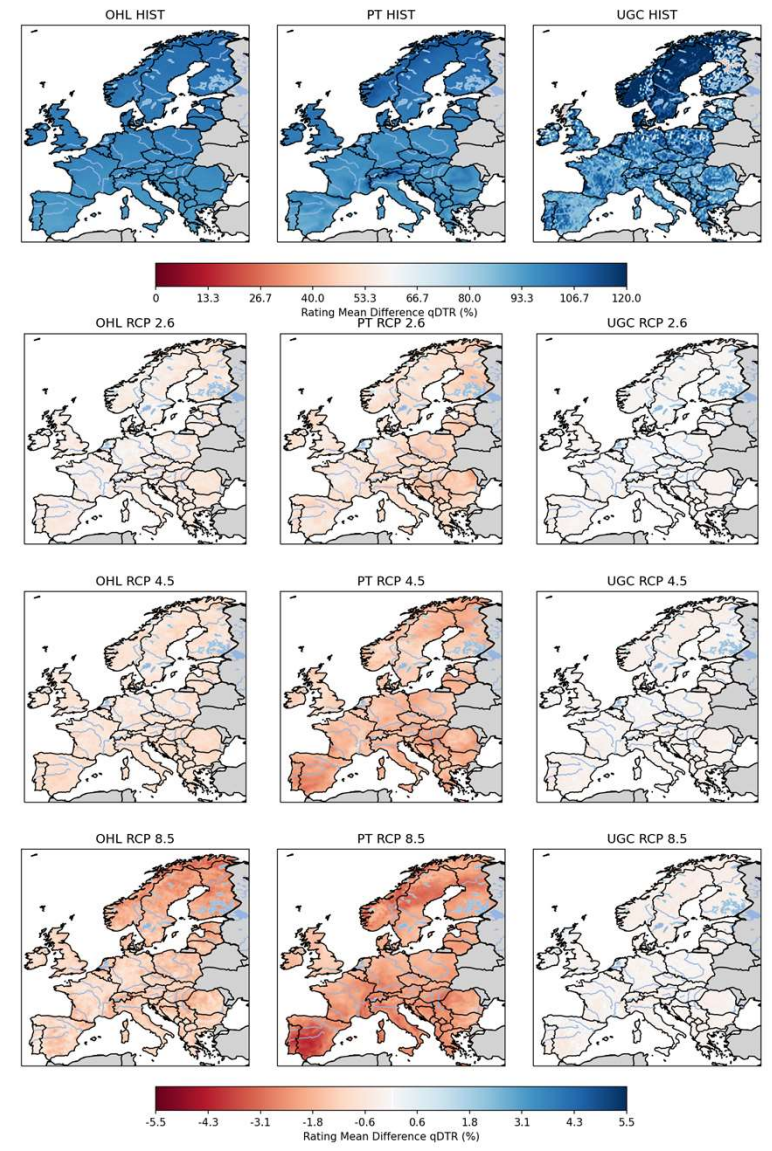 OHL HIST PT HIST UGC HIST
0 13.3 26.7 40.0 53.3 66.7 80.0 93.3 106.7 120.0
Rating Mean Difference qDTR (%)
OHL RCP 2.6 PT RCP 2.6 UGC RCP 2.6
OHL RCP 4.5 PT RCP 4.5 UGC RCP 4.5
OHL RCP 8.5 PT RCP 8.5 UGC RCP 8.5
-5.5 -4.3 -3.1 -1.8 -0.6 0.6 1.8 3.1 4.3 5.5
Rating Mean Difference qDTR (%)